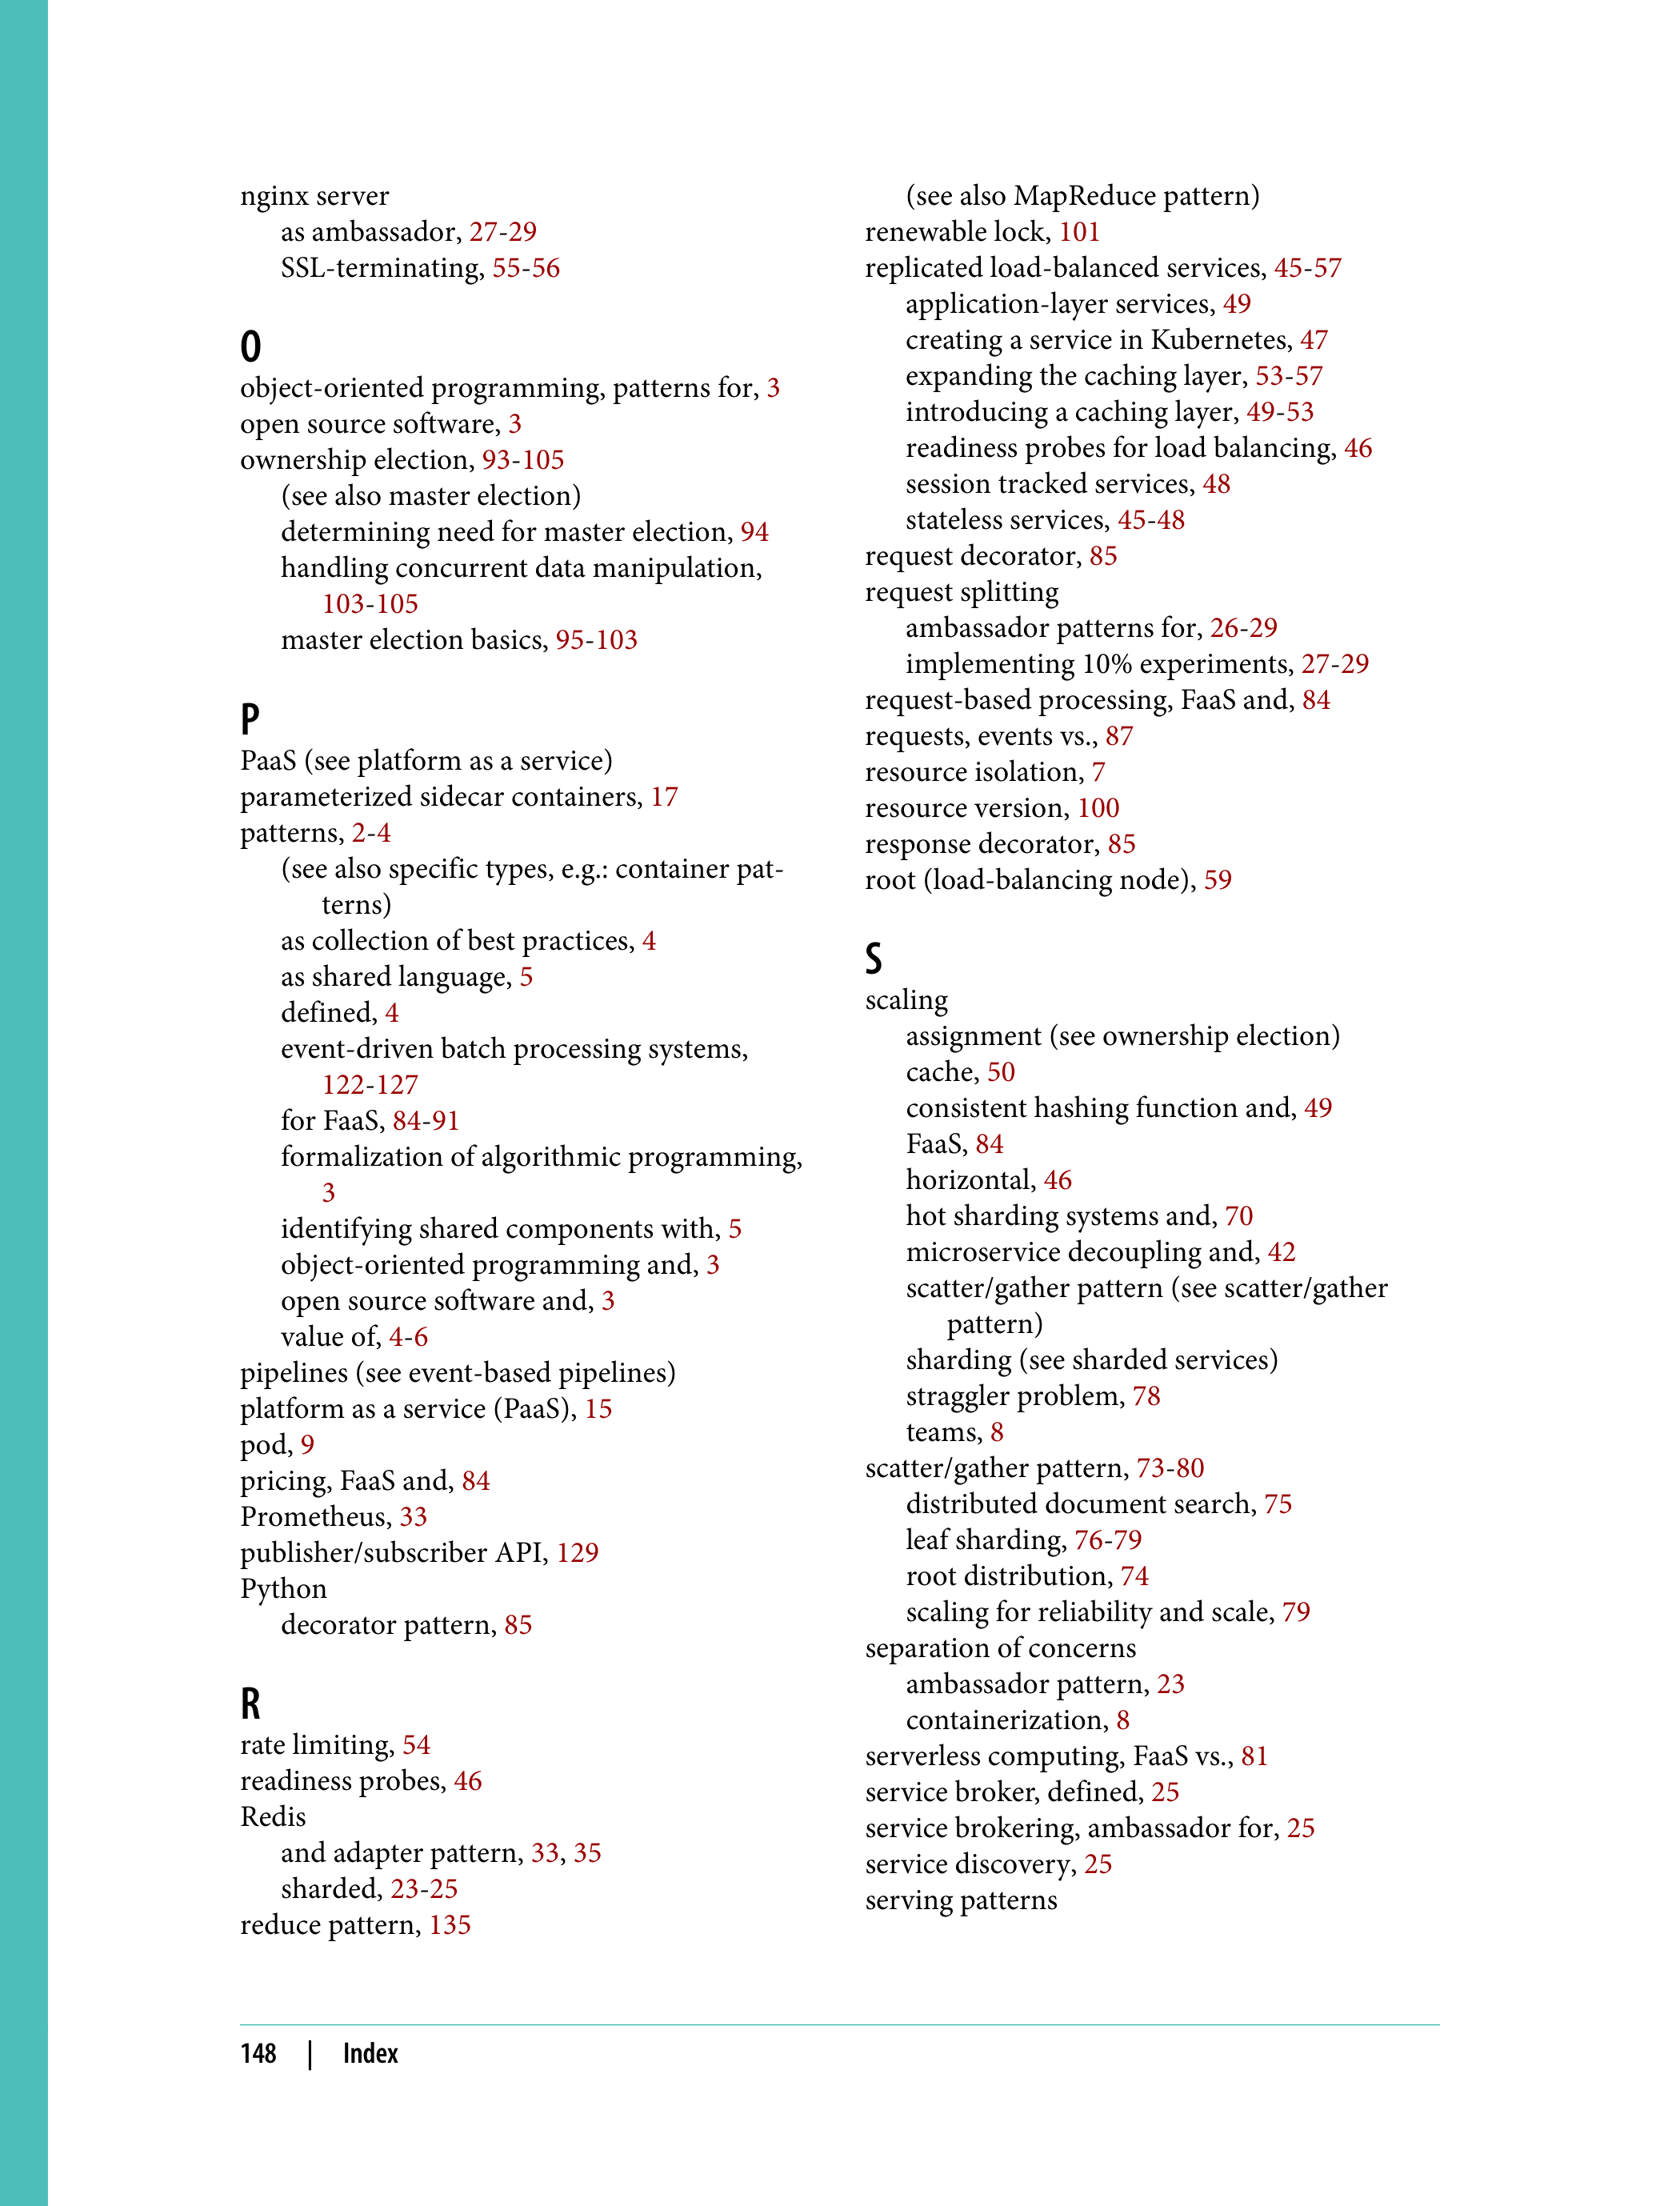 nginx server
as ambassador, 27-29
SSL-terminating, 55-56
O
object-oriented programming, patterns for, 3
open source software, 3
ownership election, 93-105
(see also master election)
determining need for master election, 94
handling concurrent data manipulation,
103-105
master election basics, 95-103
P
PaaS (see platform as a service)
parameterized sidecar containers, 17
patterns, 2-4
(see also specific types, e.g.: container pat-
terns)
as collection of best practices, 4
as shared language, 5
defined, 4
event-driven batch processing systems,
122-127
for FaaS, 84-91
formalization of algorithmic programming,
3
identifying shared components with, 5
object-oriented programming and, 3
open source software and, 3
value of, 4-6
pipelines (see event-based pipelines)
platform as a service (PaaS), 15
pod, 9
pricing, FaaS and, 84
Prometheus, 33
publisher/subscriber API, 129
Python
decorator pattern, 85
R
rate limiting, 54
readiness probes, 46
Redis
and adapter pattern, 33, 35
sharded, 23-25
reduce pattern, 135
(see also MapReduce pattern)
renewable lock, 101
replicated load-balanced services, 45-57
application-layer services, 49
creating a service in Kubernetes, 47
expanding the caching layer, 53-57
introducing a caching layer, 49-53
readiness probes for load balancing, 46
session tracked services, 48
stateless services, 45-48
request decorator, 85
request splitting
ambassador patterns for, 26-29
implementing 10% experiments, 27-29
request-based processing, FaaS and, 84
requests, events vs., 87
resource isolation, 7
resource version, 100
response decorator, 85
root (load-balancing node), 59
S
scaling
assignment (see ownership election)
cache, 50
consistent hashing function and, 49
FaaS, 84
horizontal, 46
hot sharding systems and, 70
microservice decoupling and, 42
scatter/gather pattern (see scatter/gather
pattern)
sharding (see sharded services)
straggler problem, 78
teams, 8
scatter/gather pattern, 73-80
distributed document search, 75
leaf sharding, 76-79
root distribution, 74
scaling for reliability and scale, 79
separation of concerns
ambassador pattern, 23
containerization, 8
serverless computing, FaaS vs., 81
service broker, defined, 25
service brokering, ambassador for, 25
service discovery, 25
serving patterns
148 | Index